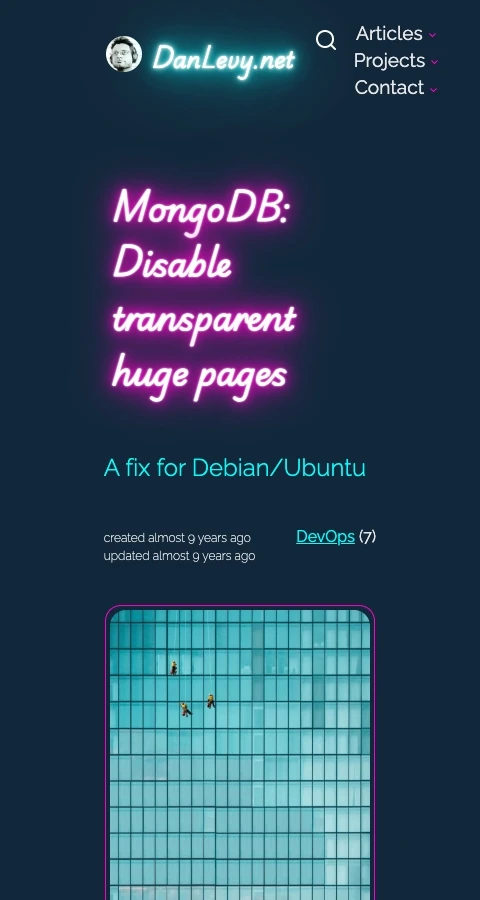 DanLevy.net
Articles
Projects
Contact
MongoDB:
Disable
transparent
huge pages
A fix for Debian/Ubuntu
created almost 9 years ago
updated almost 9 years ago
DevOps (7)